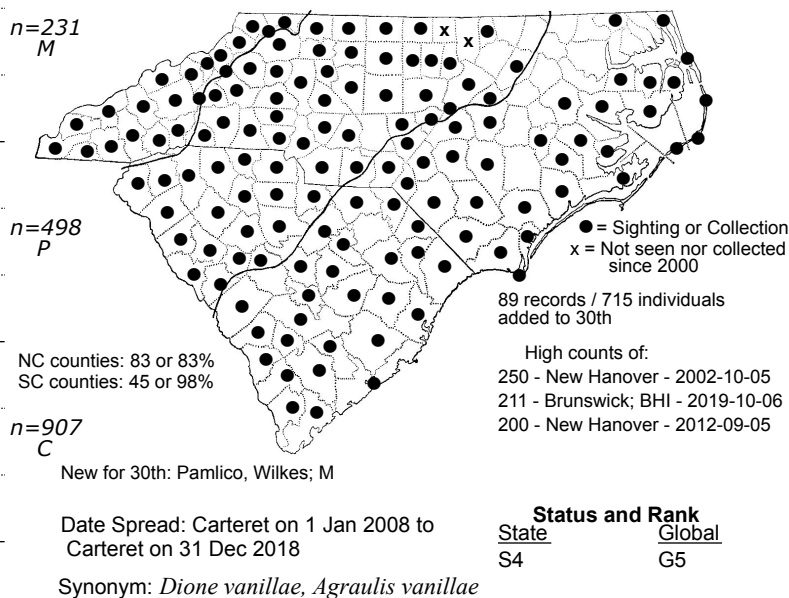 n=231
M
x
x
n=498
P
● = Sighting or Collection
x = Not seen nor collected
since 2000
89 records / 715 individuals
added to 30th
NC counties: 83 or 83%
SC counties: 45 or 98%
High counts of:
250 - New Hanover - 2002-10-05
211 - Brunswick; BHI - 2019-10-06
200 - New Hanover - 2012-09-05
n=907
C
New for 30th: Pamlico, Wilkes; M
Date Spread: Carteret on 1 Jan 2008 to
Carteret on 31 Dec 2018
Status and Rank
State Global
S4 G5
Synonym: Dione vanillae, Agraulis vanillae